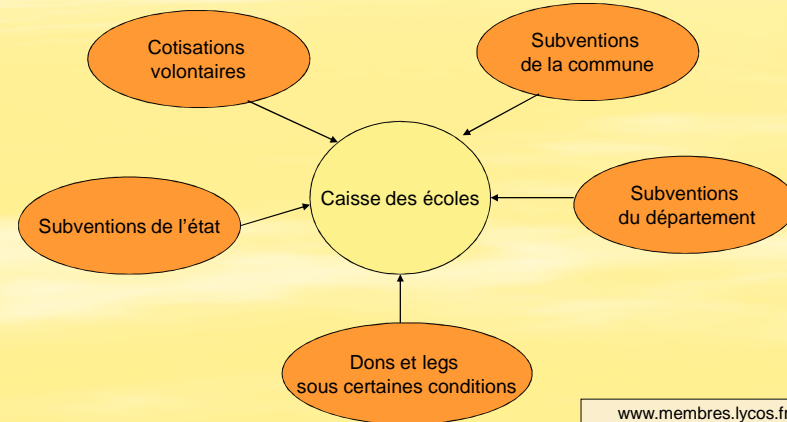 Cotisations
volontaires
Subventions
de la commune
Caisse des écoles
Subventions
du département
Subventions de l'état
Dons et legs
sous certaines conditions
www.membres.lycos.fr